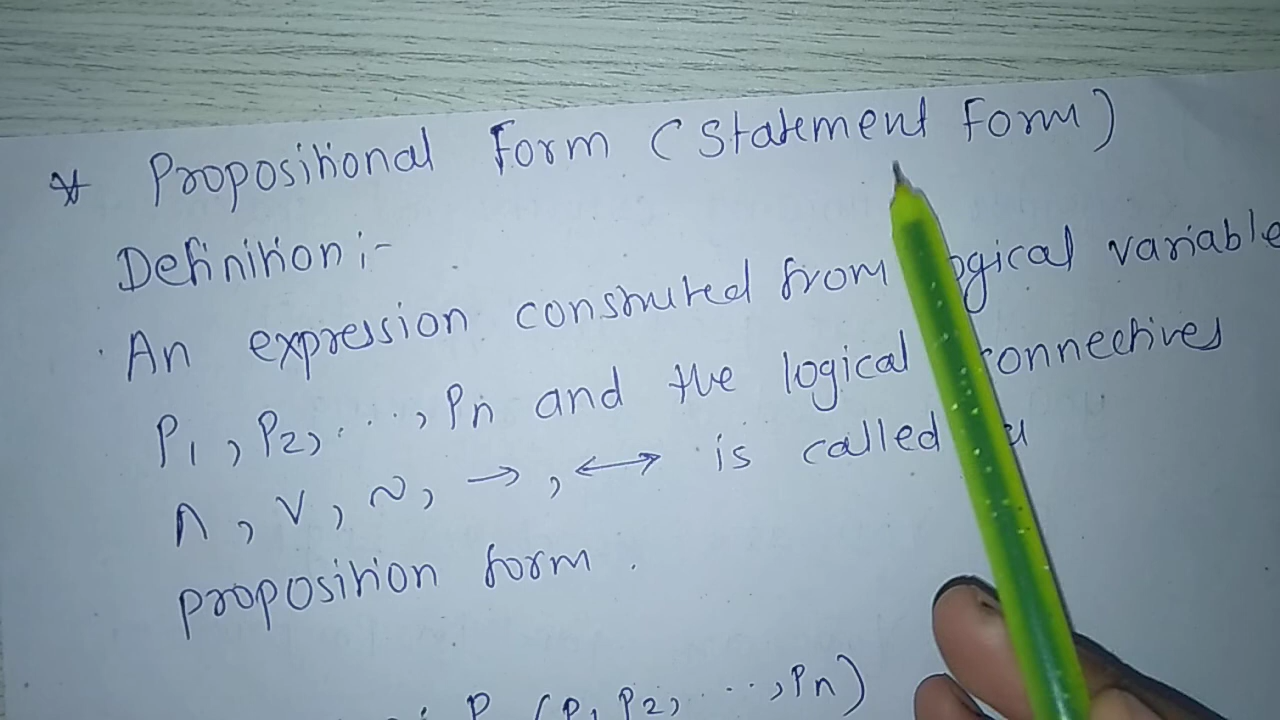 * Propositional Form (Statement Form)
Definition :-
An expression constructed from logical variable
P1, P2, ..., Pn and the logical connectives
∧, ∨, ~, →, ↔ is called a
proposition form.
P (P1, P2, ..., Pn)